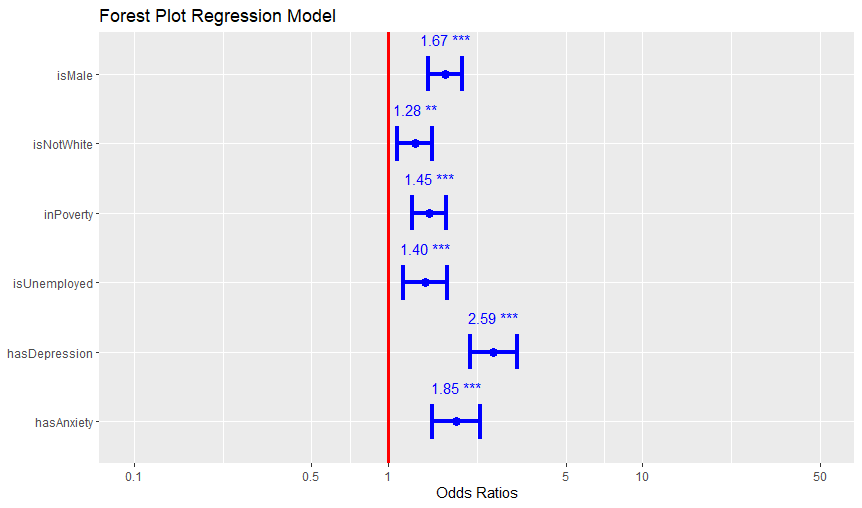 Forest Plot Regression Model
1.67 ***
isMale
1.28 **
isNotWhite
1.45 ***
inPoverty
1.40 ***
isUnemployed
2.59 ***
hasDepression
1.85 ***
hasAnxiety
0.1 0.5 1 5 10 50
Odds Ratios